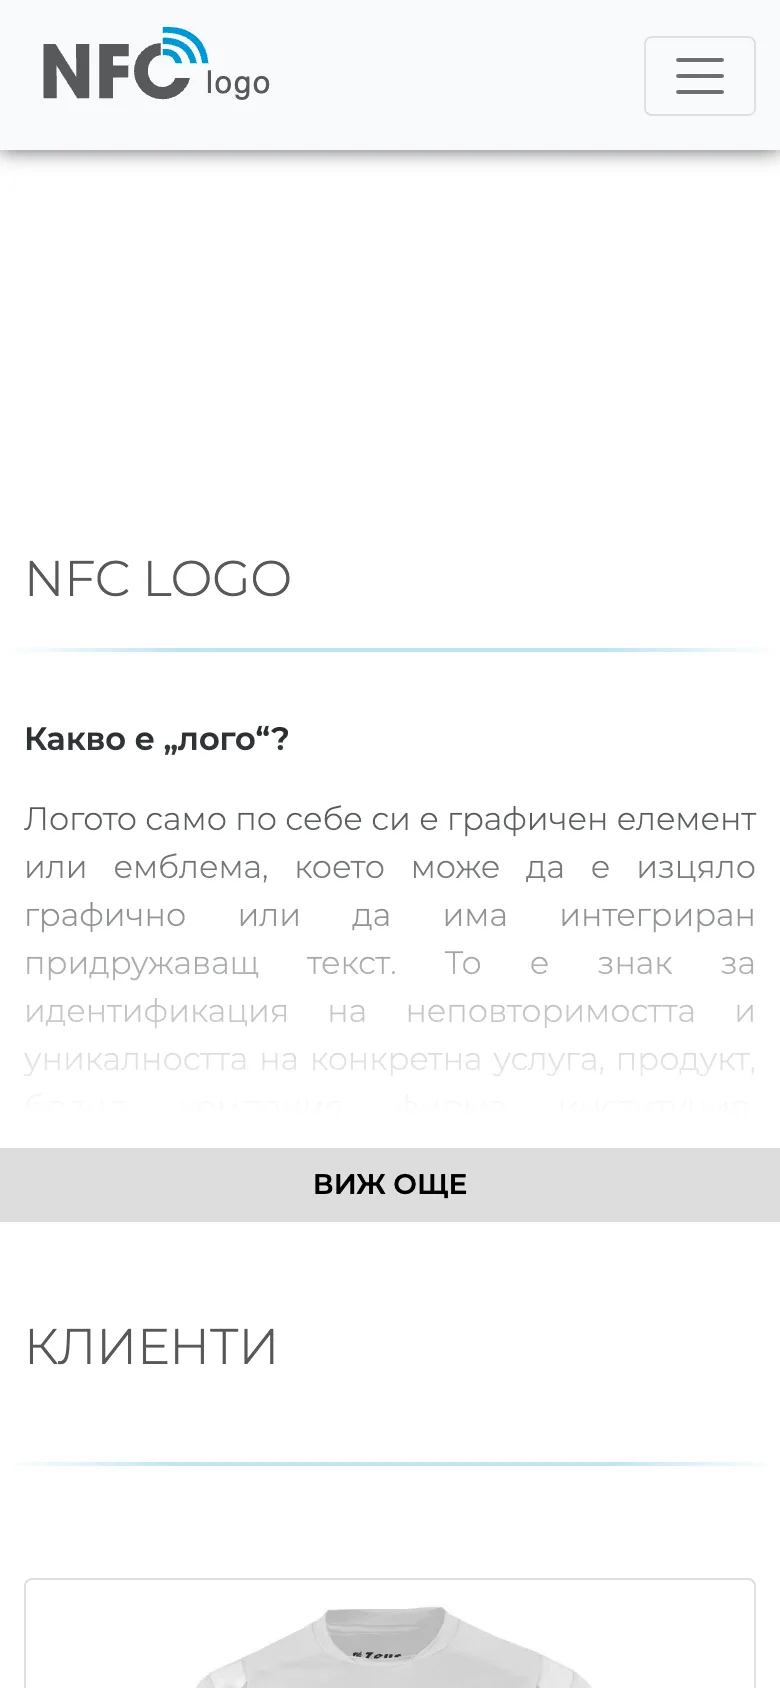 NFC logo
NFC LOGO
Какво е „лого“?
Логото само по себе си е графичен елемент
или емблема, което може да е изцяло
графично или да има интегриран
придружаващ текст. То е знак за
идентификация на неповторимостта и
уникалността на конкретна услуга, продукт,
ВИЖ ОЩЕ
КЛИЕНТИ